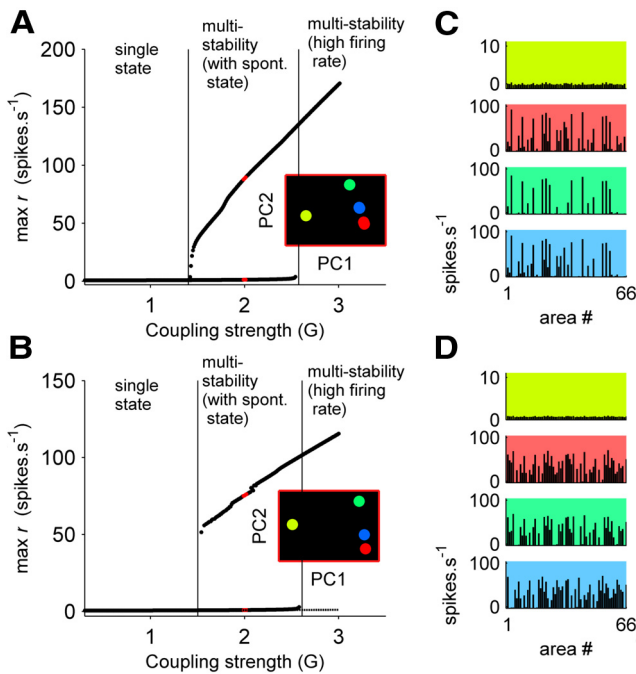 A
single
state
multi-
stability
(with spont.
state)
multi-stability
(high firing
rate)
200
150
100
50
0
max r (spikes.s⁻¹)
PC2
PC1
1
2
3
Coupling strength (G)
B
single
state
multi-
stability
(with spont.
state)
multi-stability
(high firing
rate)
150
100
50
0
max r (spikes.s⁻¹)
PC2
PC1
1
2
3
Coupling strength (G)
C
10
0
100
0
100
0
100
0
spikes.s⁻¹
1
66
area #
D
10
0
100
0
100
0
100
0
spikes.s⁻¹
1
66
area #